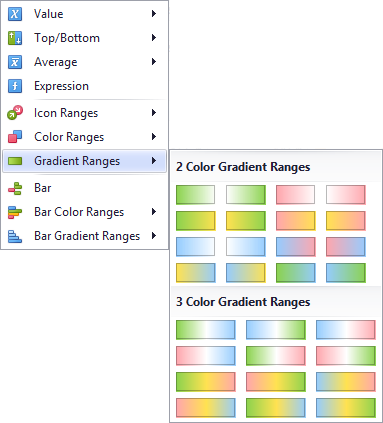 Value
Top/Bottom
Average
Expression
Icon Ranges
Color Ranges
Gradient Ranges
Bar
Bar Color Ranges
Bar Gradient Ranges
2 Color Gradient Ranges
3 Color Gradient Ranges